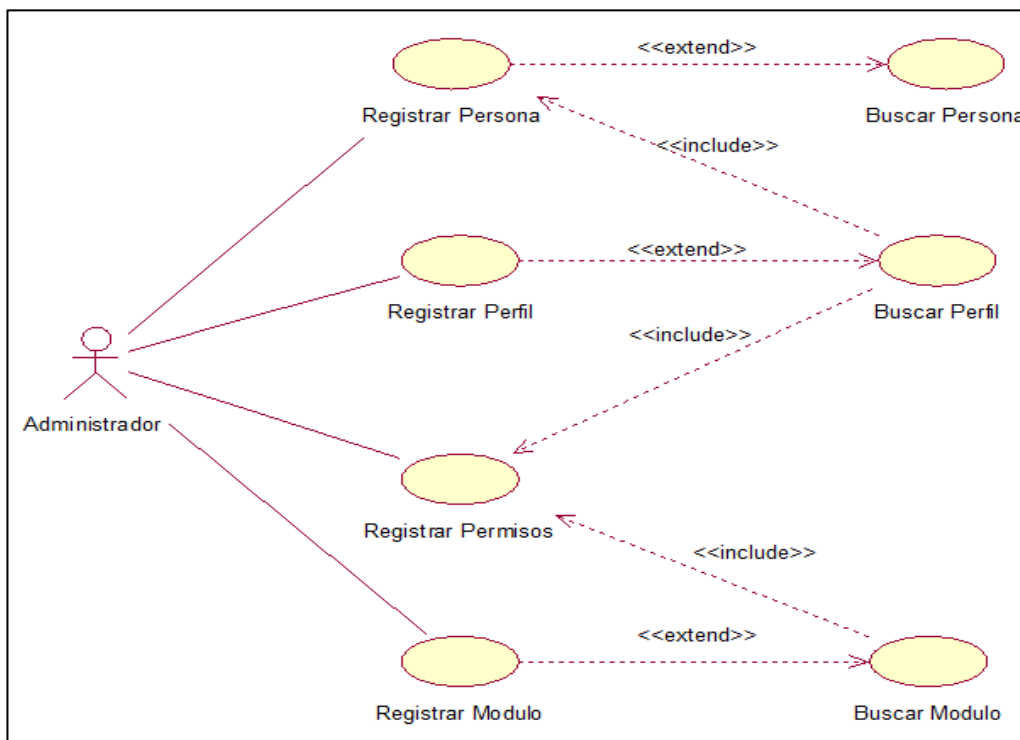 <<extend>>
Registrar Persona
Buscar Persona
<<include>>
<<extend>>
Registrar Perfil
Buscar Perfil
<<include>>
Administrador
Registrar Permisos
<<include>>
<<extend>>
Registrar Modulo
Buscar Modulo